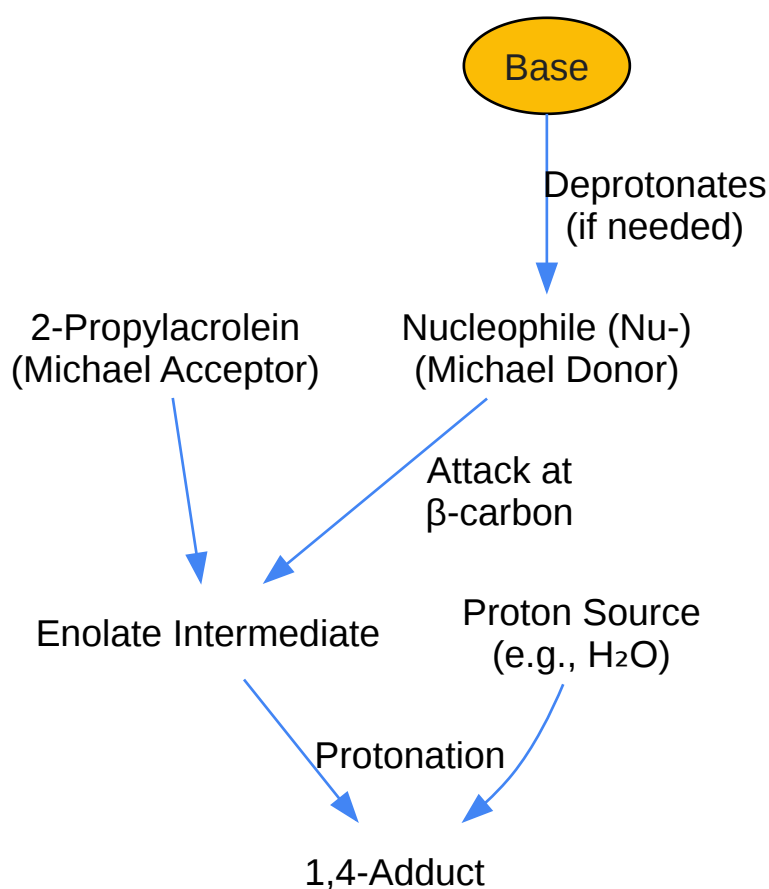 Base
Deprotonates
(if needed)
2-Propylacrolein
(Michael Acceptor)
Nucleophile (Nu-)
(Michael Donor)
Attack at
β-carbon
Enolate Intermediate
Proton Source
(e.g., H₂O)
Protonation
1,4-Adduct